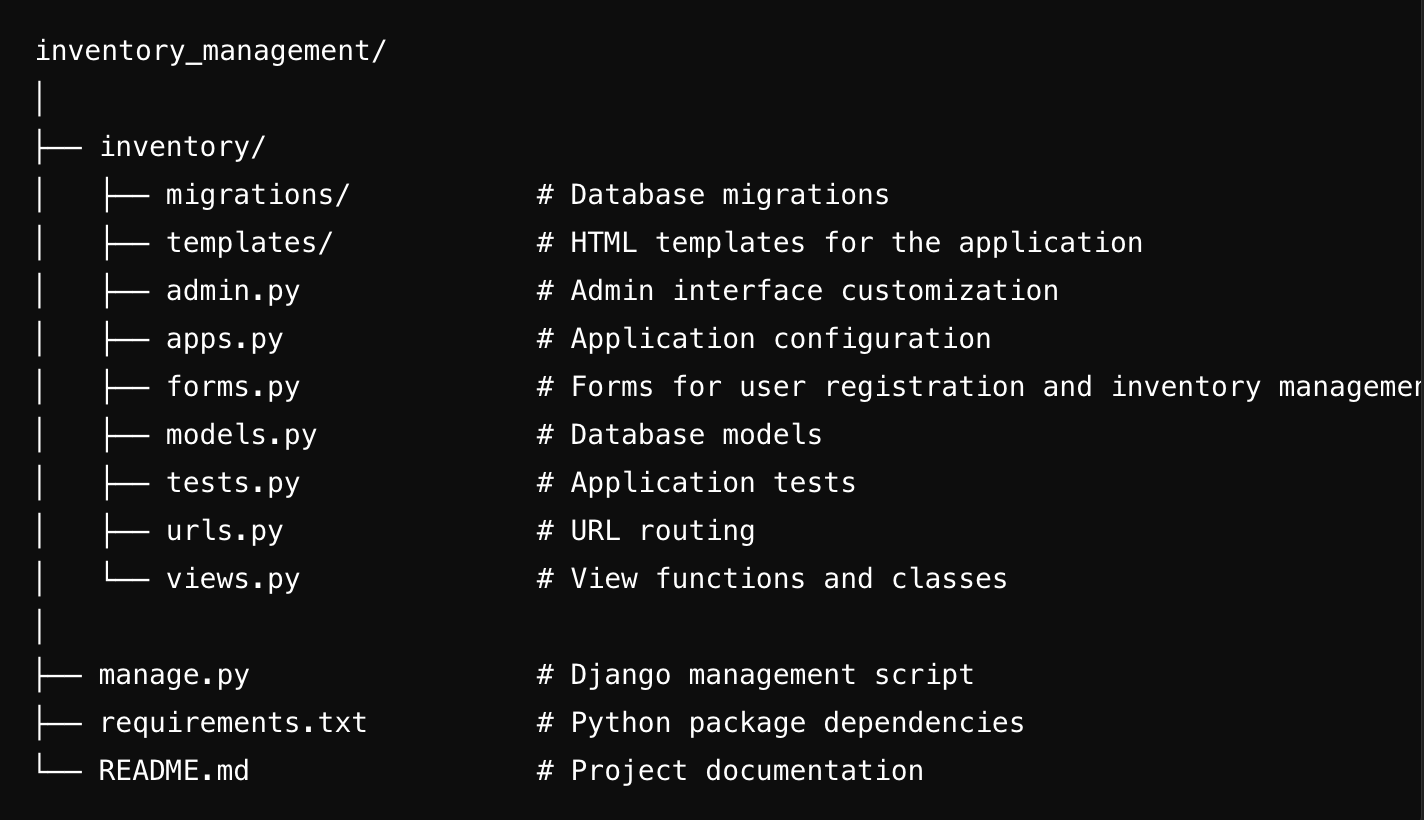 inventory_management/
│
├── inventory/
│   ├── migrations/           # Database migrations
│   ├── templates/            # HTML templates for the application
│   ├── admin.py              # Admin interface customization
│   ├── apps.py               # Application configuration
│   ├── forms.py              # Forms for user registration and inventory
│   ├── models.py             # Database models
│   ├── tests.py              # Application tests
│   ├── urls.py               # URL routing
│   └── views.py              # View functions and classes
│
├── manage.py                 # Django management script
├── requirements.txt          # Python package dependencies
└── README.md                 # Project documentation